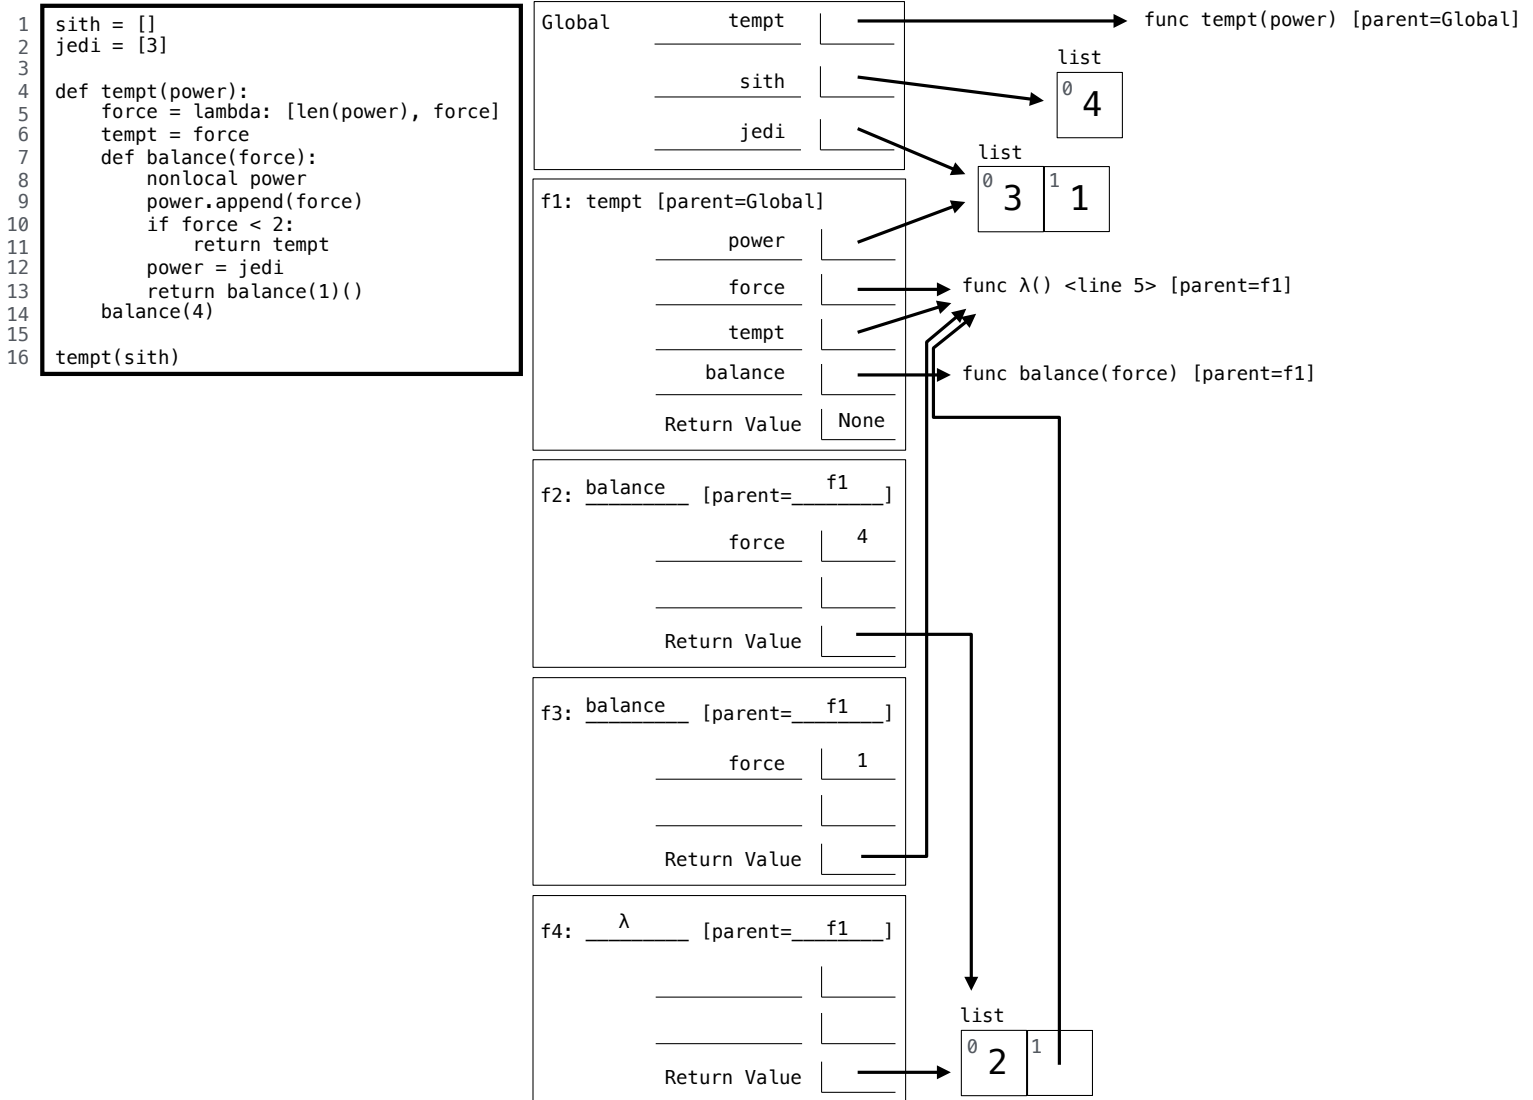 1 sith = []
2 jedi = [3]
3
4 def tempt(power):
5     force = lambda: [len(power), force]
6     tempt = force
7     def balance(force):
8         nonlocal power
9         power.append(force)
10         if force < 2:
11             return tempt
12         power = jedi
13         return balance(1)()
14     balance(4)
15
16 tempt(sith)
Global
tempt
func tempt(power) [parent=Global]
sith
list
0 4
jedi
list
0 3 1 1
f1: tempt [parent=Global]
power
force
func λ() <line 5> [parent=f1]
tempt
balance
func balance(force) [parent=f1]
Return Value None
f2: balance [parent=f1]
force 4
Return Value
f3: balance [parent=f1]
force 1
Return Value
f4: λ [parent=f1]
Return Value
list
0 2 1